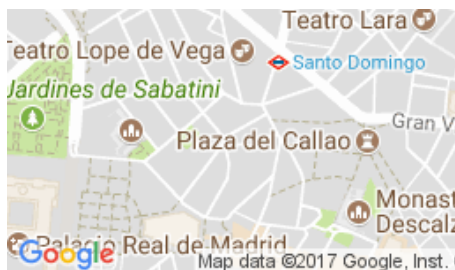 Teatro Lara
Teatro Lope de Vega
Santo Domingo
Jardines de Sabatini
Gran V
Plaza del Callao
Monast
Descalz
Palacio Real de Madrid
Google
Map data ©2017 Google, Inst.